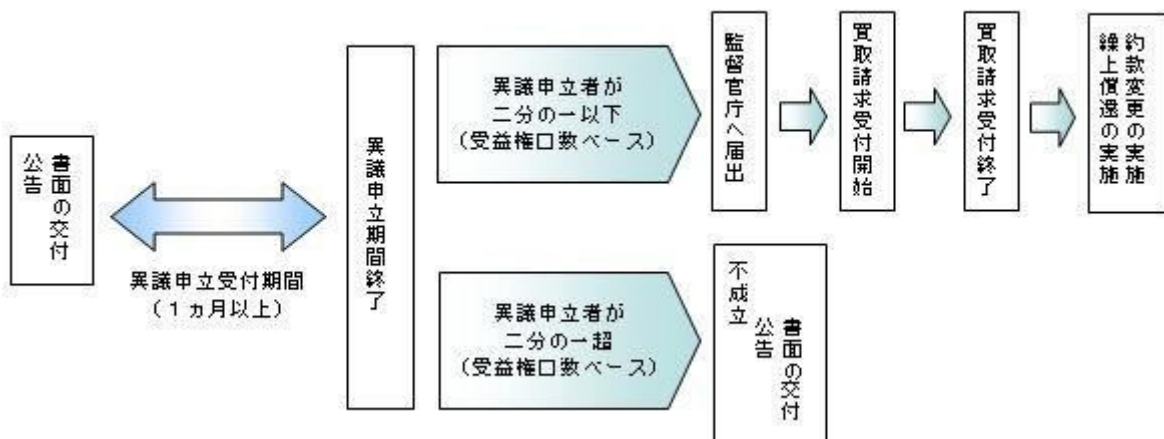 公告
書面の交付
異議申立受付期間
(1ヵ月以上)
異議申立期間終了
異議申立者が
二分の一以下
(受益権口数ベース)
監督官庁へ届出
買取請求受付開始
買取請求受付終了
約款変更の実施
繰上償還の実施
異議申立者が
二分の一超
(受益権口数ベース)
不成立
公告
書面の交付